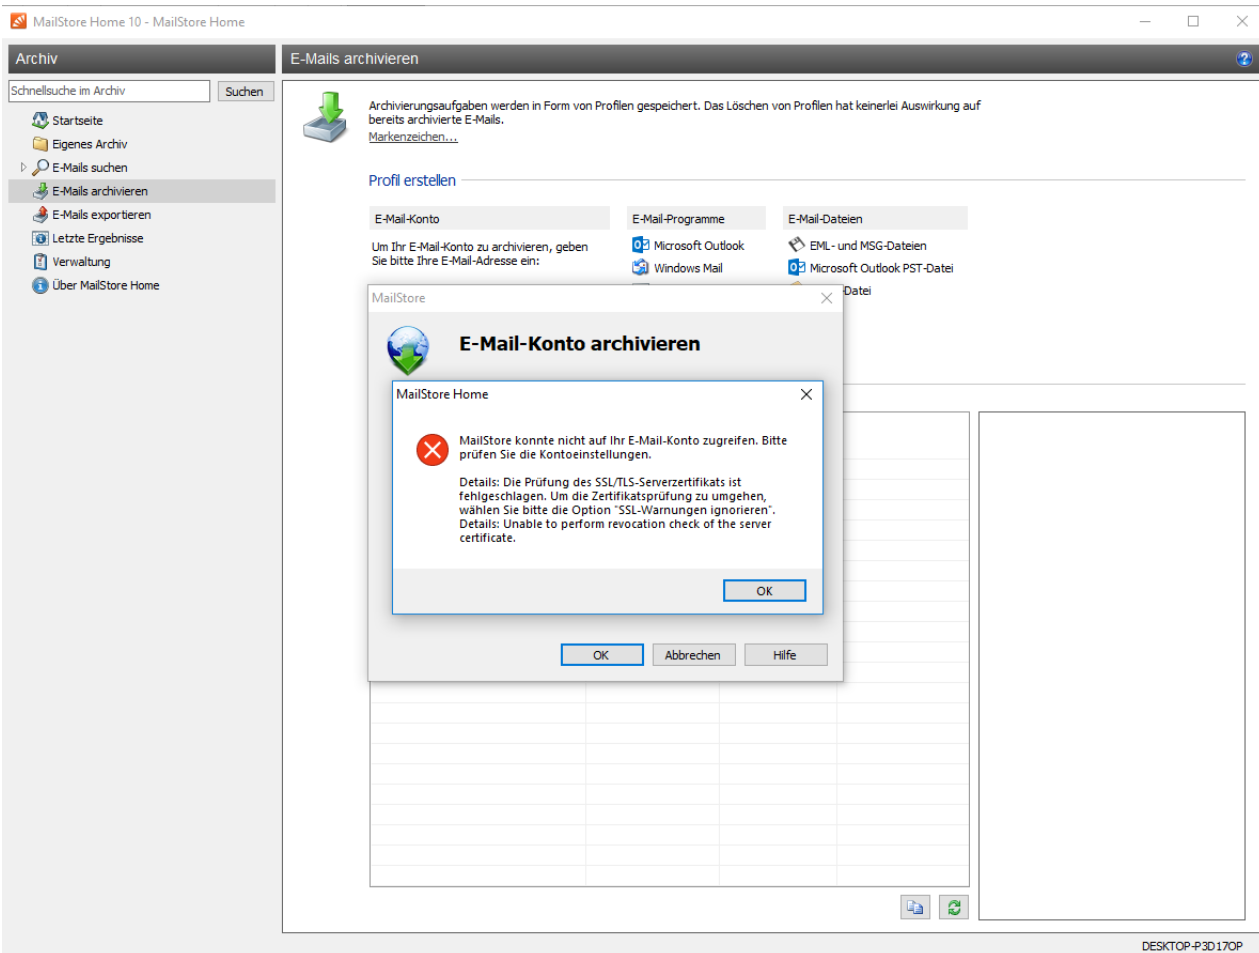 MailStore Home 10 - MailStore Home
Archiv
Schnellsuche im Archiv
Suchen
Startseite
Eigenes Archiv
E-Mails suchen
E-Mails archivieren
E-Mails exportieren
Letzte Ergebnisse
Verwaltung
Über MailStore Home
E-Mails archivieren
Archivierungsaufgaben werden in Form von Profilen gespeichert. Das Löschen von Profilen hat keinerlei Auswirkung auf
bereits archivierte E-Mails.
Markenzeichen...
Profil erstellen
E-Mail-Konto
Um Ihr E-Mail-Konto zu archivieren, geben
Sie bitte Ihre E-Mail-Adresse ein:
E-Mail-Programme
Microsoft Outlook
Windows Mail
E-Mail-Dateien
EML- und MSG-Dateien
Microsoft Outlook PST-Datei
-Datei
MailStore
E-Mail-Konto archivieren
MailStore Home
MailStore konnte nicht auf Ihr E-Mail-Konto zugreifen. Bitte
prüfen Sie die Kontoeinstellungen.
Details: Die Prüfung des SSL/TLS-Serverzertifikats ist
fehlgeschlagen. Um die Zertifikatsprüfung zu umgehen,
wählen Sie bitte die Option "SSL-Warnungen ignorieren".
Details: Unable to perform revocation check of the server
certificate.
OK
OK
Abbrechen
Hilfe
DESKTOP-P3D17OP